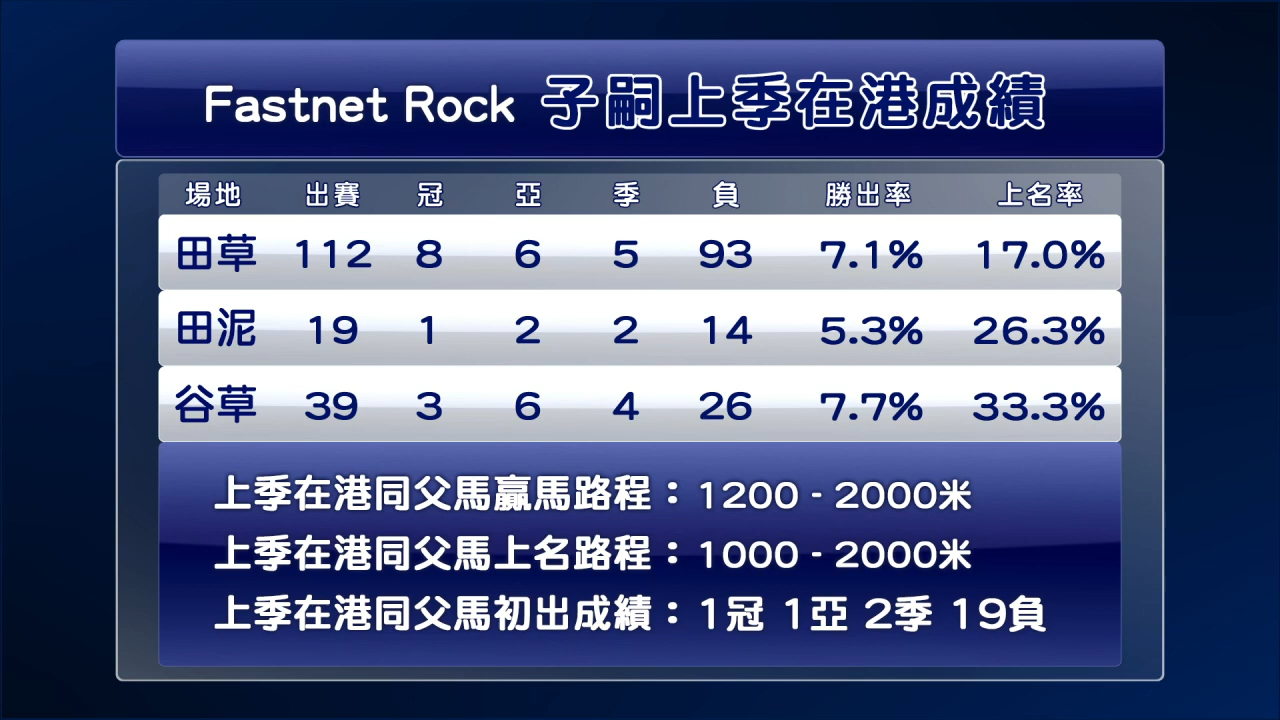 Fastnet Rock 子嗣上季在港成績
場地 出賽 冠 亞 季 負 勝出率 上名率
田草 112 8 6 5 93 7.1% 17.0%
田泥 19 1 2 2 14 5.3% 26.3%
谷草 39 3 6 4 26 7.7% 33.3%
上季在港同父馬贏馬路程：1200 - 2000米
上季在港同父馬上名路程：1000 - 2000米
上季在港同父馬初出成績：1冠 1亞 2季 19負